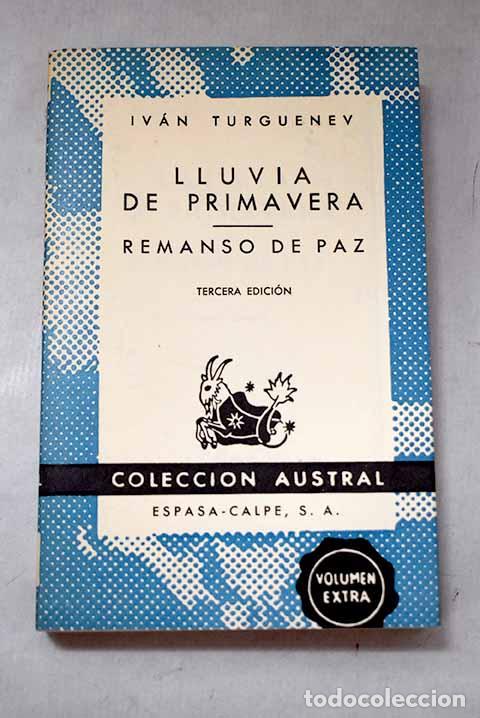 IVÁN TURGUENEV
LLUVIA
DE PRIMAVERA
REMANSO DE PAZ
TERCERA EDICIÓN
COLECCION AUSTRAL
ESPASA-CALPE, S. A.
VOLUMEN
EXTRA
todocoleccion